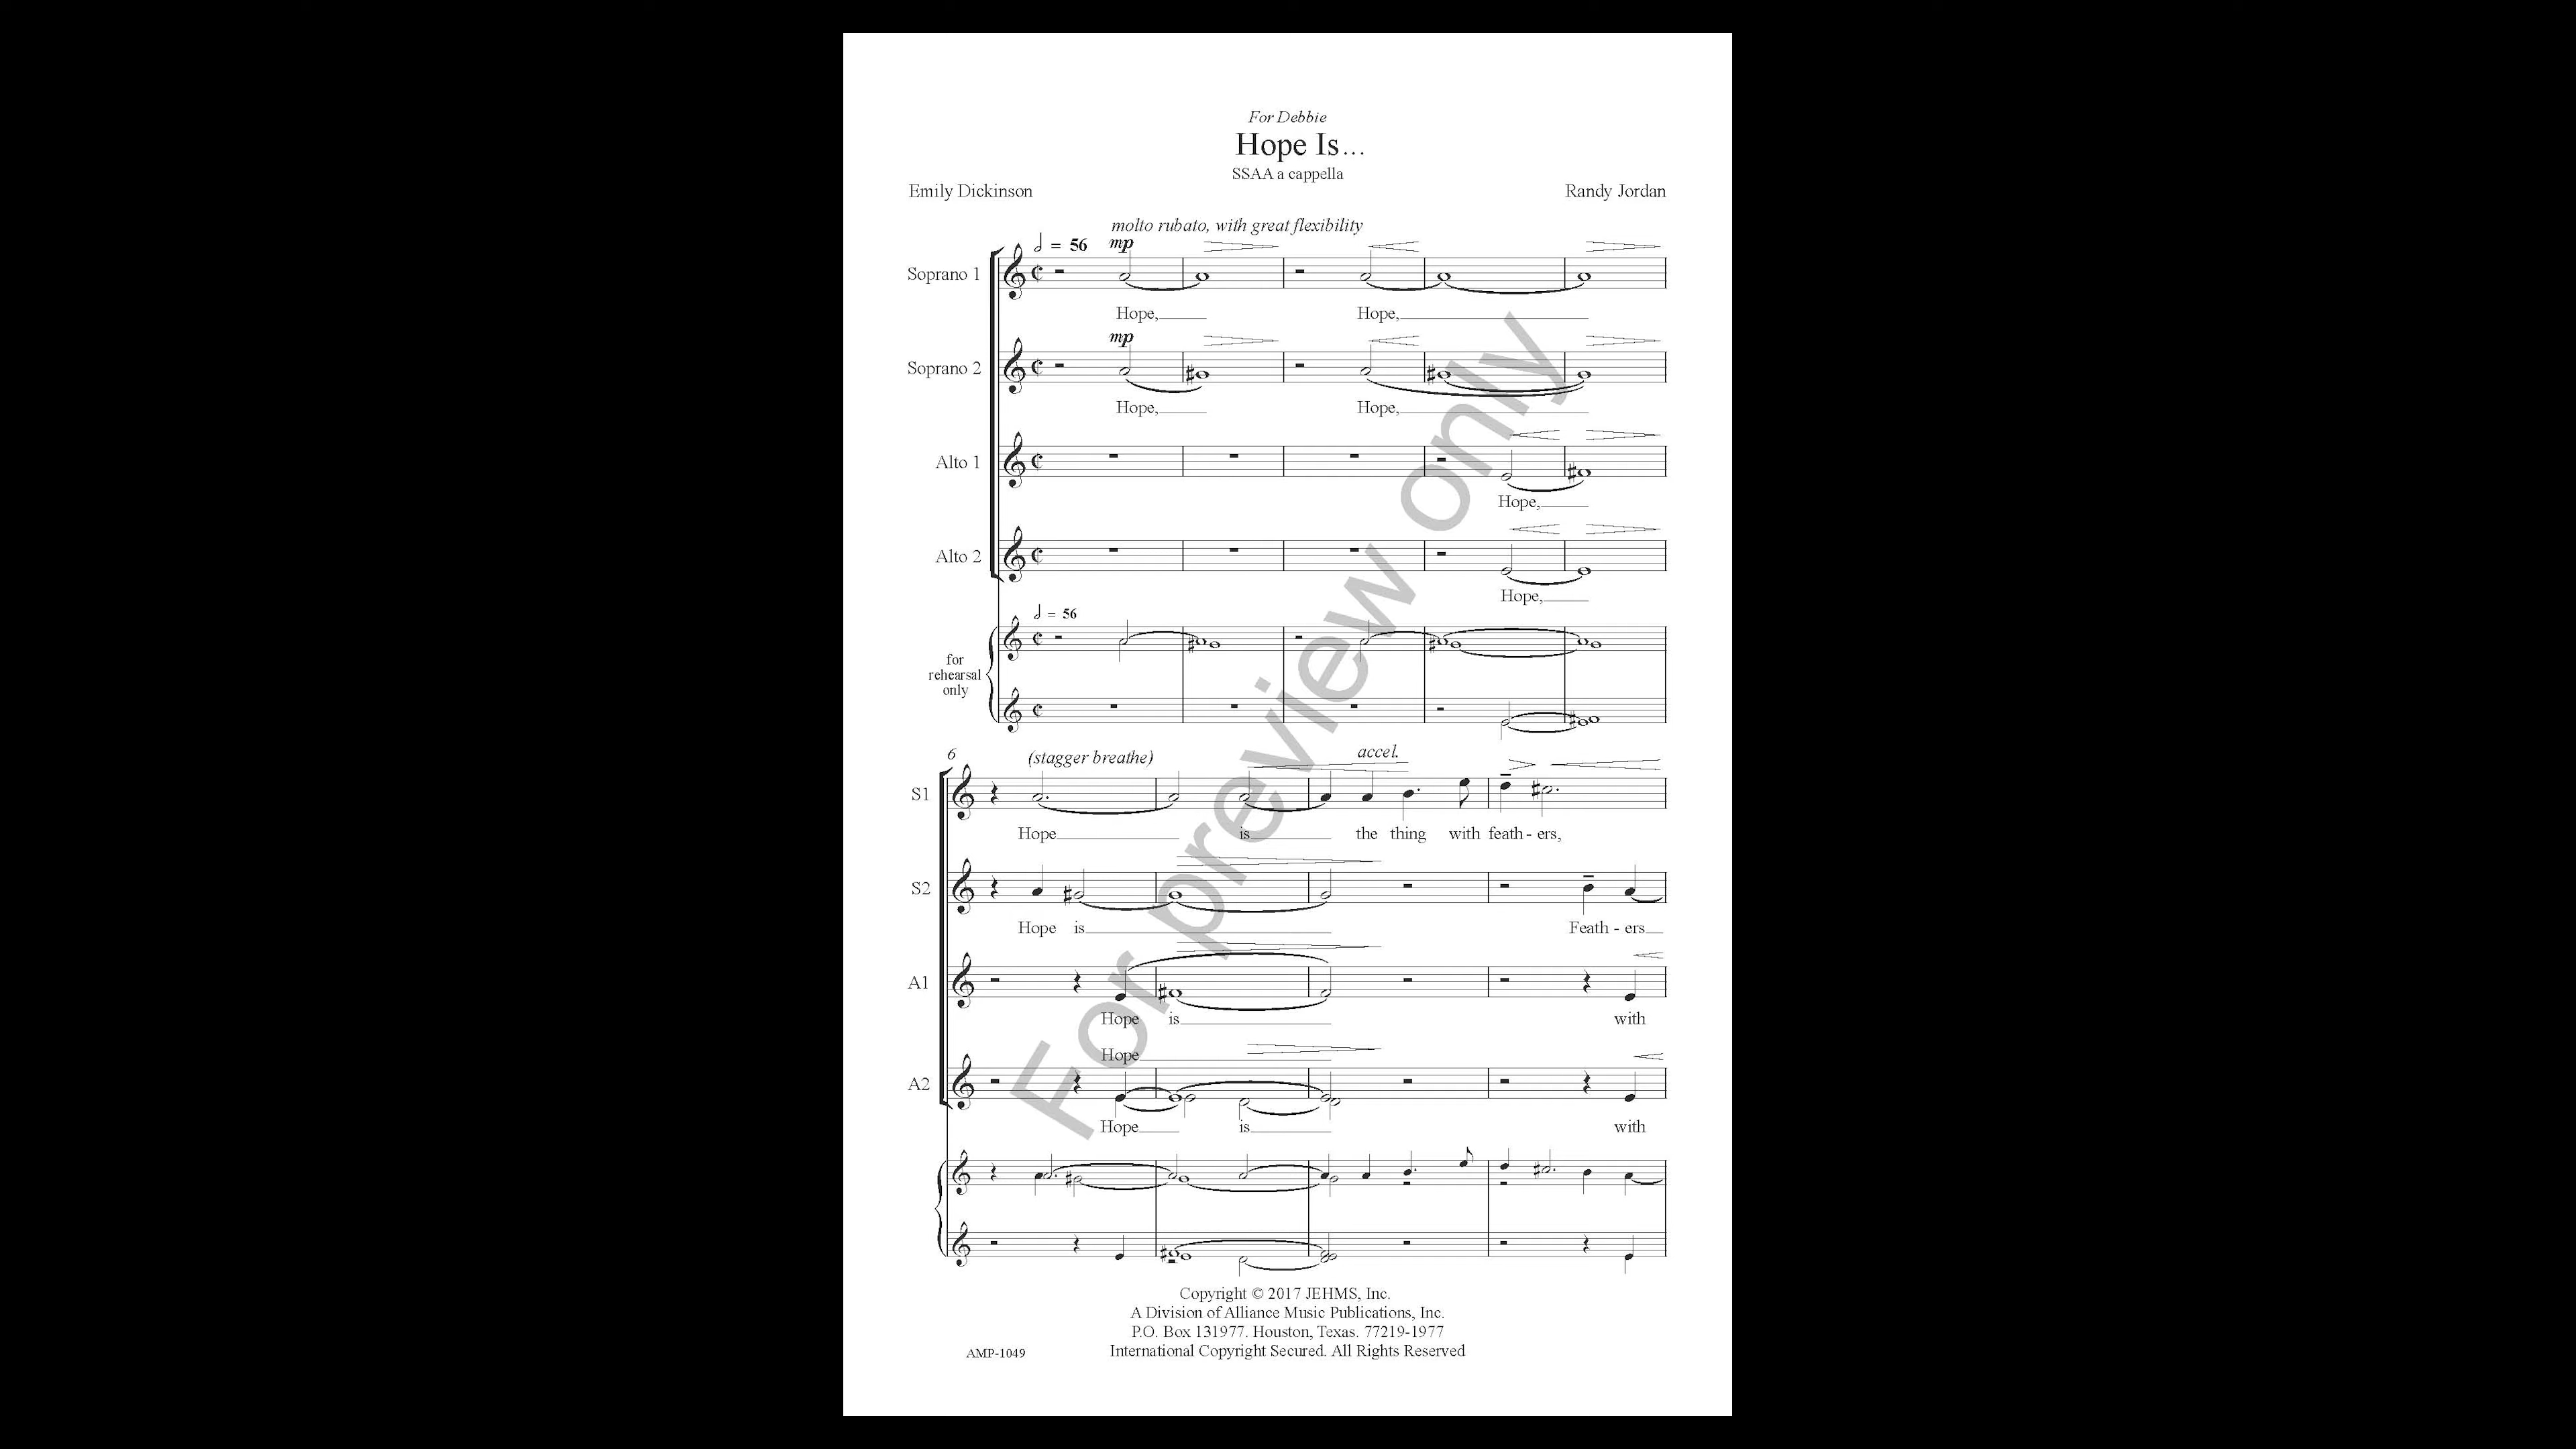 For Debbie
Hope Is...
SSAA a cappella
Emily Dickinson
Randy Jordan
molto rubato, with great flexibility
= 56 mp
Soprano 1
Hope, Hope,
mp
Soprano 2
Hope, Hope,
Alto 1
Hope,
Alto 2
Hope,
= 56
for
rehearsal
only
6 (stagger breathe) accel.
S1
Hope is the thing with feath - ers,
S2
Hope is Feath - ers
A1
Hope is with
Hope
A2
Hope is with
For preview only
Copyright © 2017 JEHMS, Inc.
A Division of Alliance Music Publications, Inc.
P.O. Box 131977. Houston, Texas. 77219-1977
AMP-1049 International Copyright Secured. All Rights Reserved